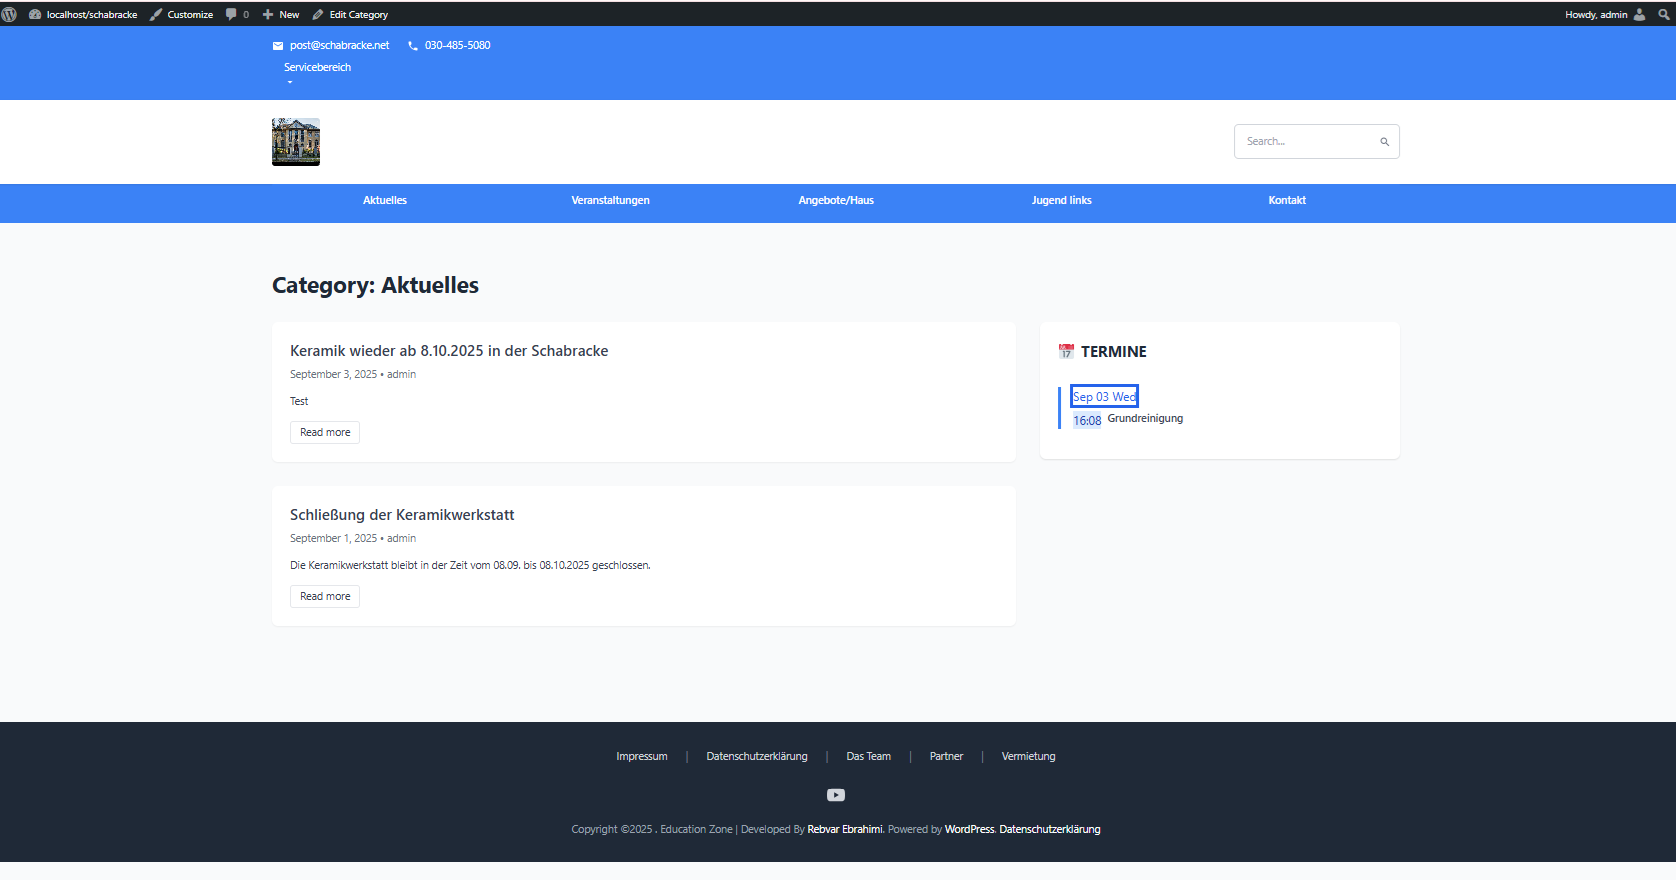 localhost/schabracke Customize 0 New Edit Category Howdy, admin
post@schabracke.net 030-485-5080
Servicebereich
Search...
Aktuelles Veranstaltungen Angebote/Haus Jugend links Kontakt
Category: Aktuelles
Keramik wieder ab 8.10.2025 in der Schabracke
September 3, 2025 • admin
Test
Read more
Schließung der Keramikwerkstatt
September 1, 2025 • admin
Die Keramikwerkstatt bleibt in der Zeit vom 08.09. bis 08.10.2025 geschlossen.
Read more
17 TERMINE
Sep 03 Wed
16:08 Grundreinigung
Impressum | Datenschutzerklärung | Das Team | Partner | Vermietung
Copyright ©2025 . Education Zone | Developed By Rebvar Ebrahimi. Powered by WordPress. Datenschutzerklärung